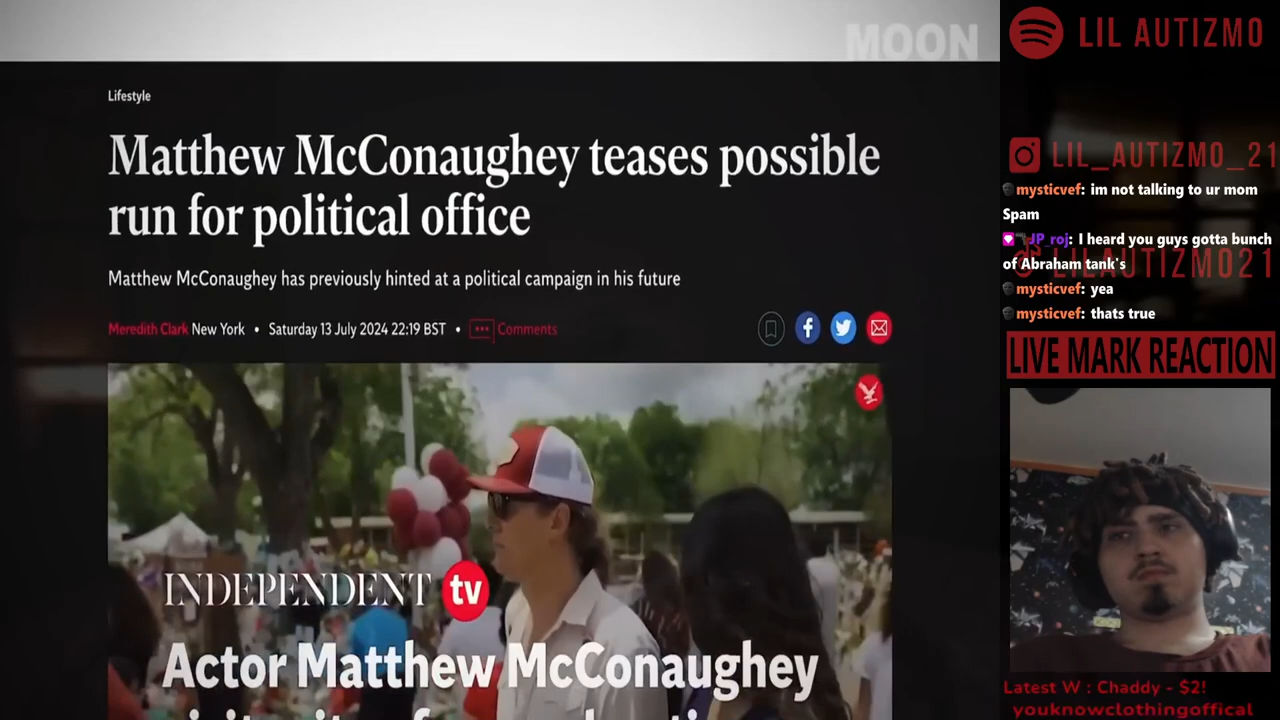 MOON
Lifestyle
Matthew McConaughey teases possible
run for political office
Matthew McConaughey has previously hinted at a political campaign in his future
Meredith Clark New York • Saturday 13 July 2024 22:19 BST • Comments
INDEPENDENT tv
Actor Matthew McConaughey
LIL AUTIZMO
LIL_AUTIZMO_21
mysticvef: im not talking to ur mom
Spam
JP_roj: I heard you guys gotta bunch
of Abraham tank's
LILAUTIZMO21
mysticvef: yea
mysticvef: thats true
LIVE MARK REACTION
Latest W : Chaddy - $2!
youknowclothingoffical